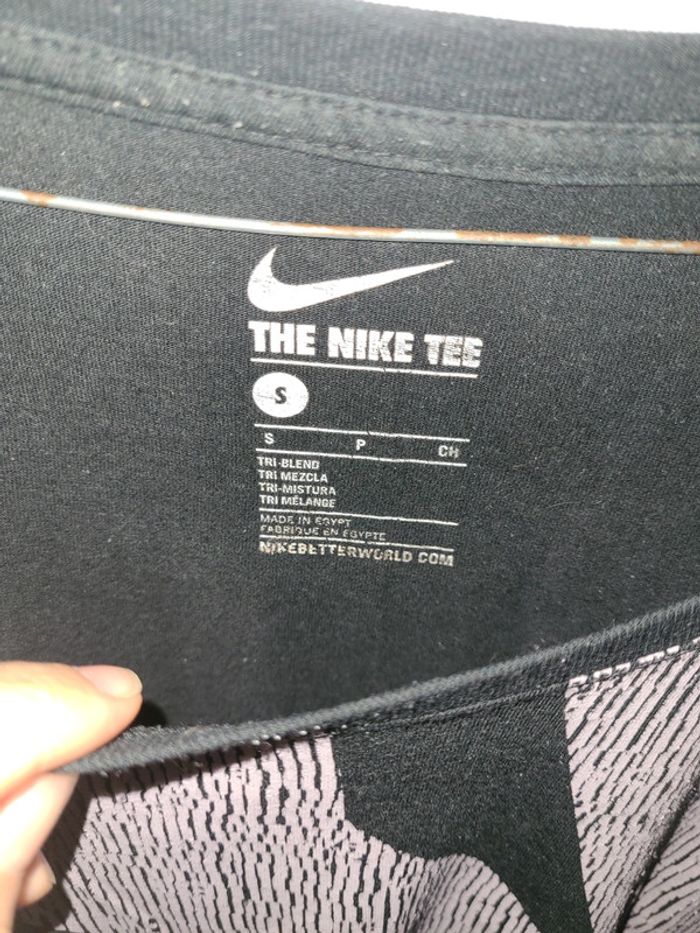 THE NIKE TEE
S
S P CH
TRI-BLEND
TRI MEZCLA
TRI-MISTURA
TRI MÉLANGE
MADE IN EGYPT
FABRIQUE EN EGYPTE
NIKEBETTERWORLD.COM